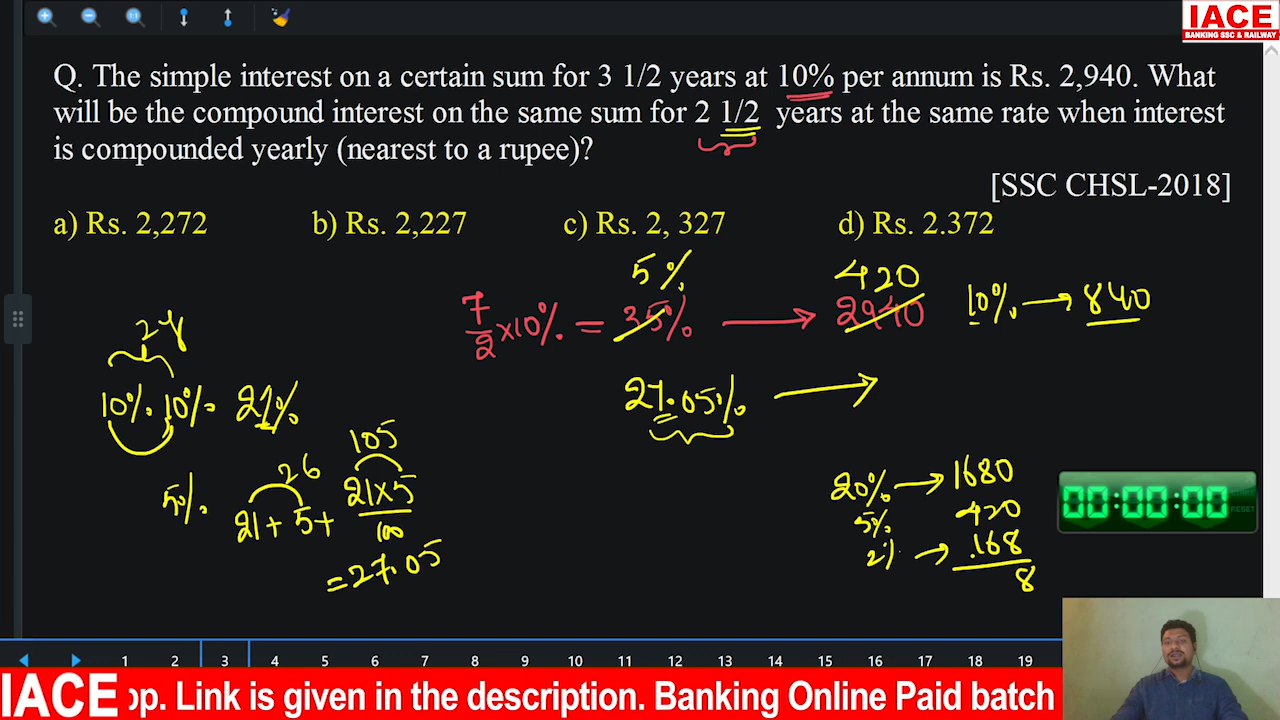 IACE
BANKING SSC & RAILWAY
Q. The simple interest on a certain sum for 3 1/2 years at 10% per annum is Rs. 2,940. What
will be the compound interest on the same sum for 2 1/2 years at the same rate when interest
is compounded yearly (nearest to a rupee)?
[SSC CHSL-2018]
a) Rs. 2,272 b) Rs. 2,227 c) Rs. 2, 327 d) Rs. 2.372
5% 420
7/2 × 10% = 35% → 2940 10% → 840
2y
10% 10% 21%
27.05% →
105
26
5% 21 + 5 + 21×5/100
= 27.05
20% → 1680
5% 420
2% → 168
8
00:00:00
RESET
1 2 3 4 5 6 7 8 9 10 11 12 13 14 15 16 17 18 19
IACE pp. Link is given in the description. Banking Online Paid batch